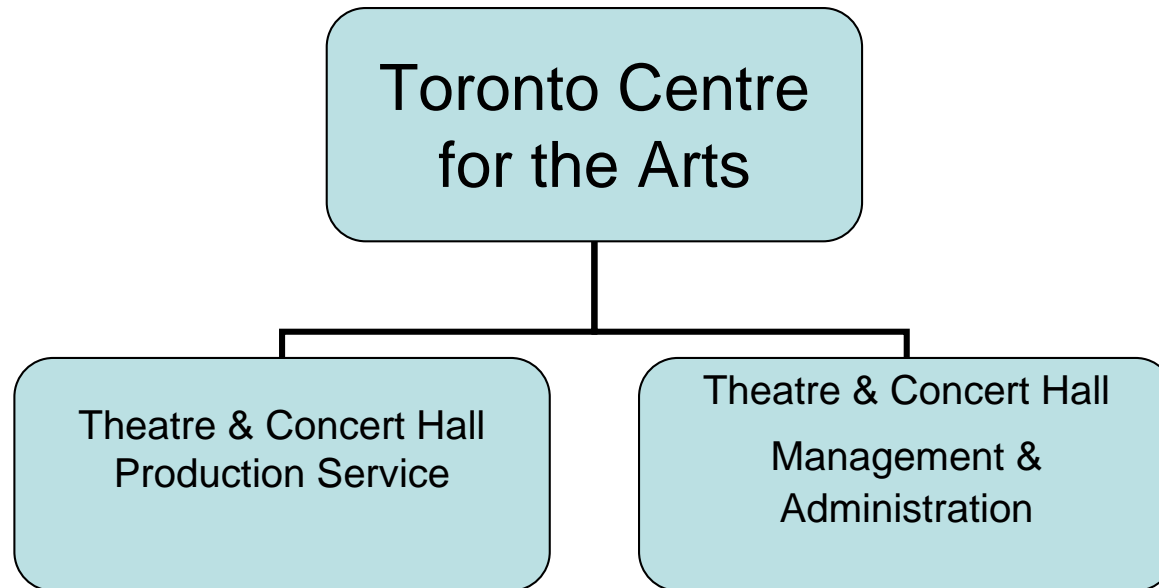 Toronto Centre
for the Arts
Theatre & Concert Hall
Production Service
Theatre & Concert Hall
Management &
Administration